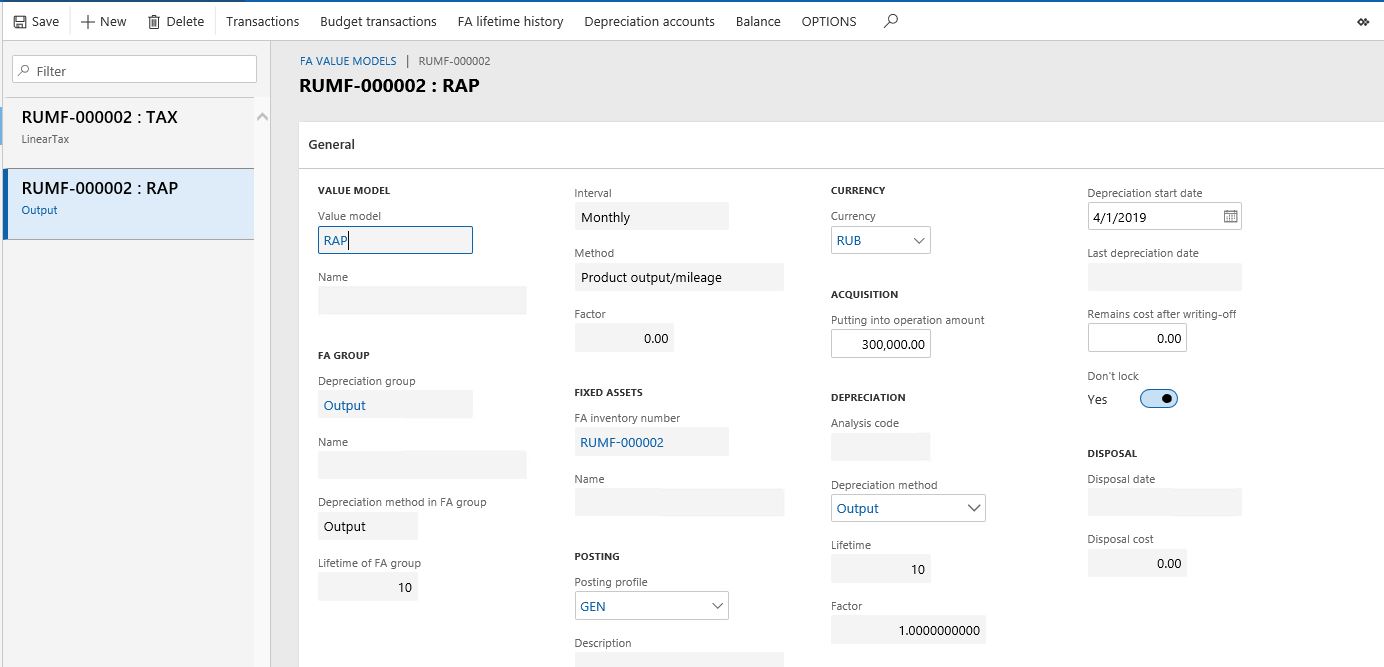 Save
New
Delete
Transactions
Budget transactions
FA lifetime history
Depreciation accounts
Balance
OPTIONS
Filter
RUMF-000002 : TAX
LinearTax
RUMF-000002 : RAP
Output
FA VALUE MODELS | RUMF-000002
RUMF-000002 : RAP
General
VALUE MODEL
Value model
RAP
Name
FA GROUP
Depreciation group
Output
Name
Depreciation method in FA group
Output
Lifetime of FA group
10
Interval
Monthly
Method
Product output/mileage
Factor
0.00
FIXED ASSETS
FA inventory number
RUMF-000002
Name
POSTING
Posting profile
GEN
Description
CURRENCY
Currency
RUB
ACQUISITION
Putting into operation amount
300,000.00
DEPRECIATION
Analysis code
Depreciation method
Output
Lifetime
10
Factor
1.0000000000
Depreciation start date
4/1/2019
Last depreciation date
Remains cost after writing-off
0.00
Don't lock
Yes
DISPOSAL
Disposal date
Disposal cost
0.00